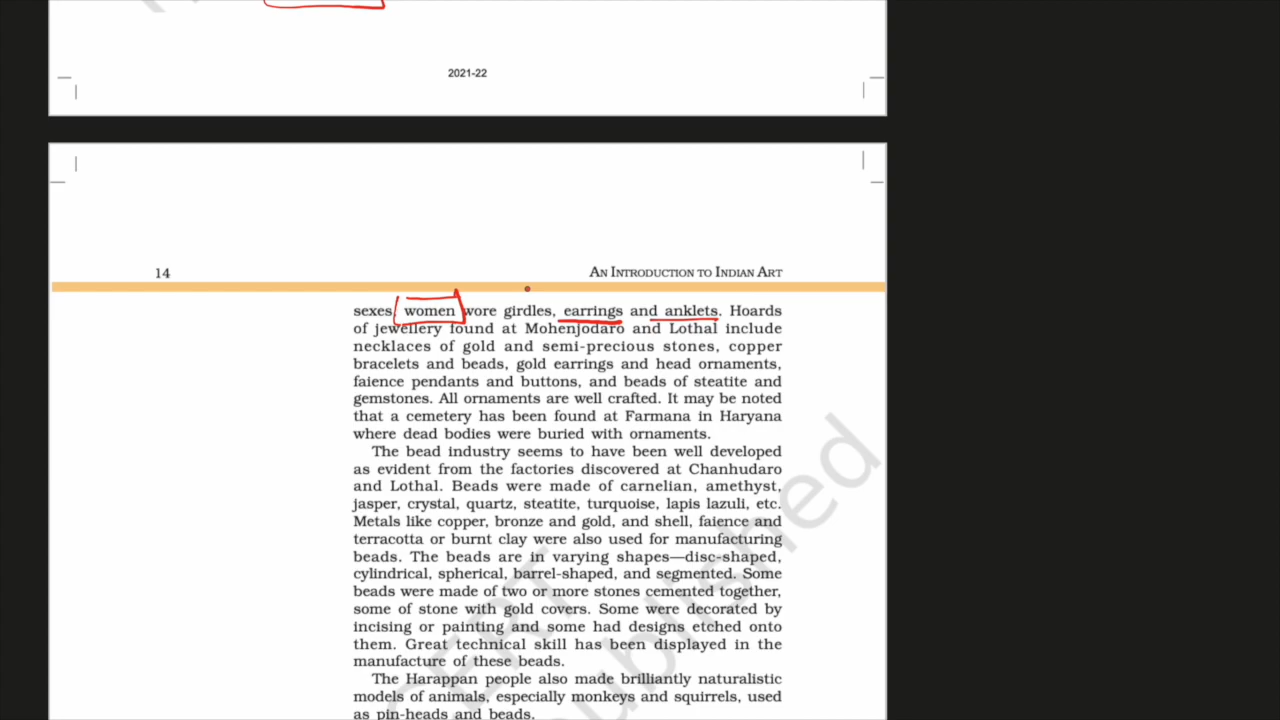 2021-22
14
AN INTRODUCTION TO INDIAN ART
sexes, women wore girdles, earrings and anklets. Hoards
of jewellery found at Mohenjodaro and Lothal include
necklaces of gold and semi-precious stones, copper
bracelets and beads, gold earrings and head ornaments,
faience pendants and buttons, and beads of steatite and
gemstones. All ornaments are well crafted. It may be noted
that a cemetery has been found at Farmana in Haryana
where dead bodies were buried with ornaments.
The bead industry seems to have been well developed
as evident from the factories discovered at Chanhudaro
and Lothal. Beads were made of carnelian, amethyst,
jasper, crystal, quartz, steatite, turquoise, lapis lazuli, etc.
Metals like copper, bronze and gold, and shell, faience and
terracotta or burnt clay were also used for manufacturing
beads. The beads are in varying shapes—disc-shaped,
cylindrical, spherical, barrel-shaped, and segmented. Some
beads were made of two or more stones cemented together,
some of stone with gold covers. Some were decorated by
incising or painting and some had designs etched onto
them. Great technical skill has been displayed in the
manufacture of these beads.
The Harappan people also made brilliantly naturalistic
models of animals, especially monkeys and squirrels, used
as pin-heads and beads.